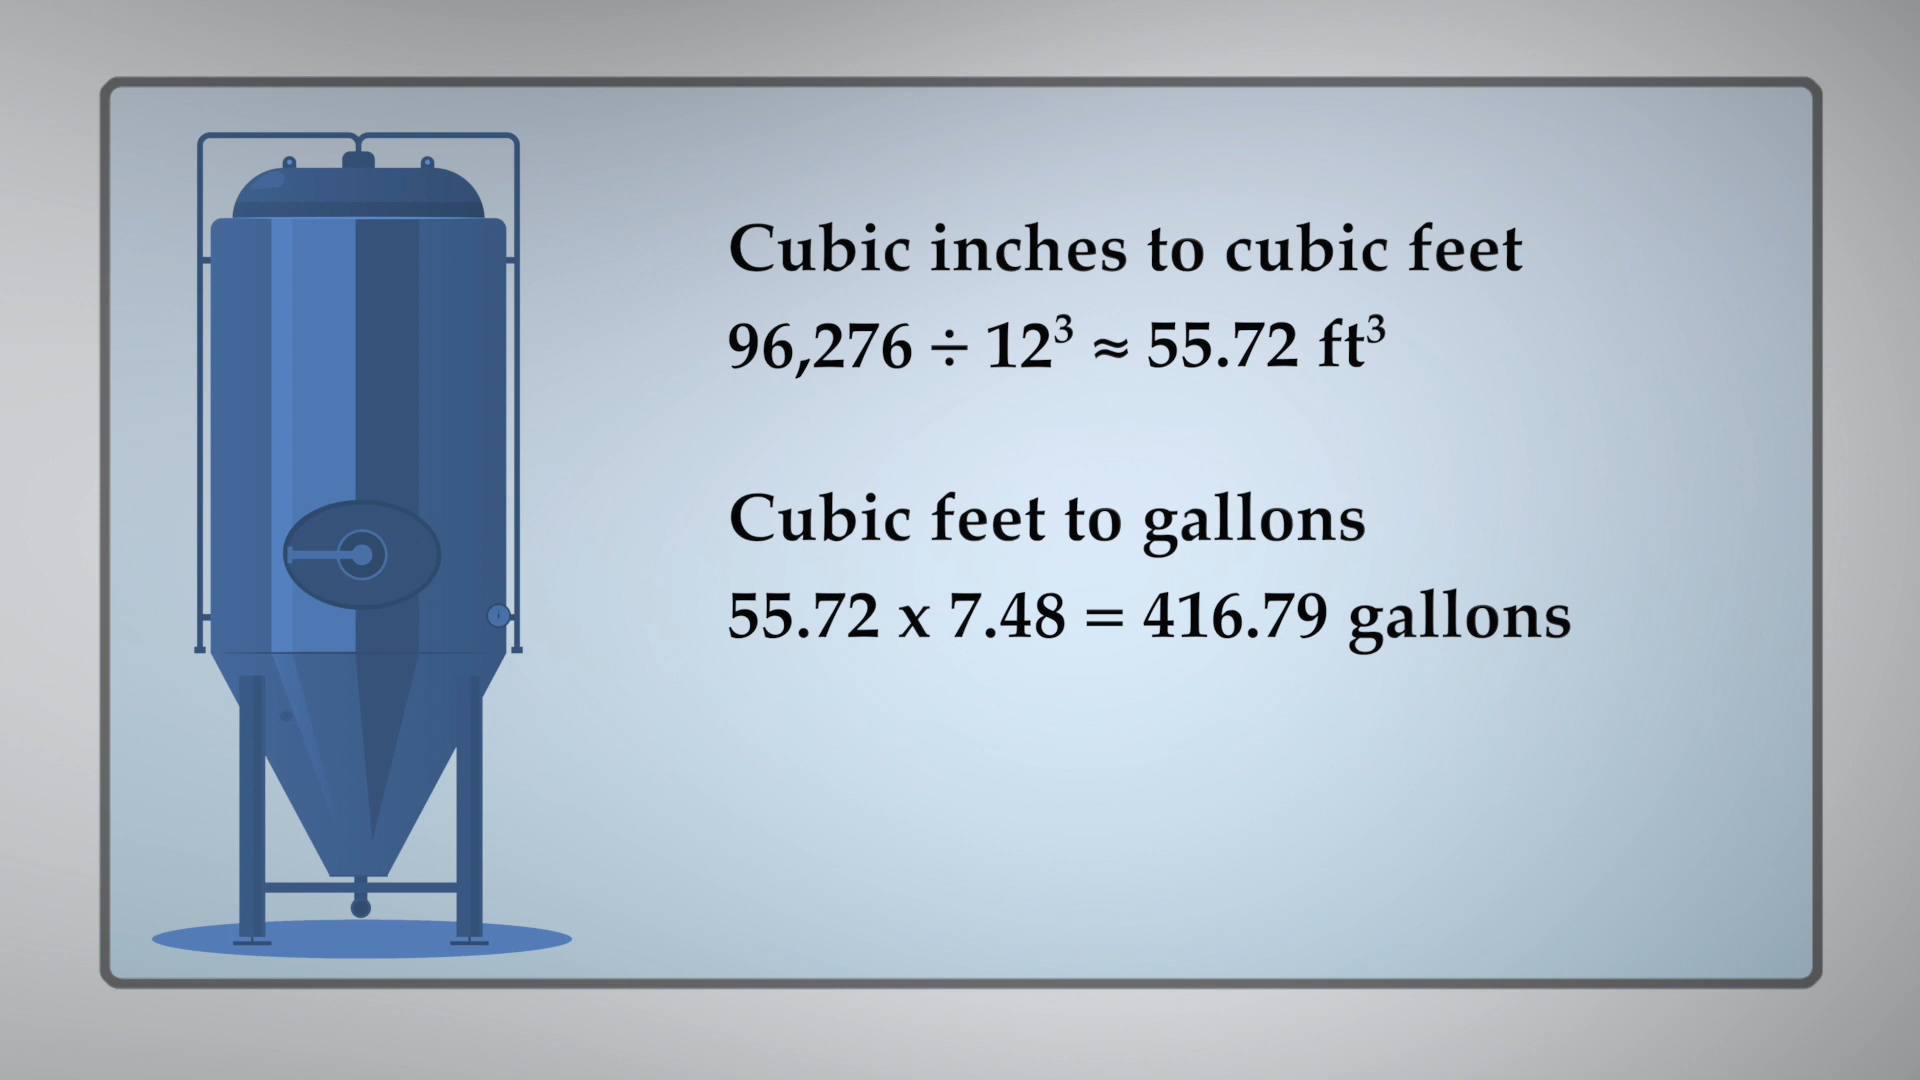 Cubic inches to cubic feet
96,276 ÷ 12³ ≈ 55.72 ft³
Cubic feet to gallons
55.72 x 7.48 = 416.79 gallons